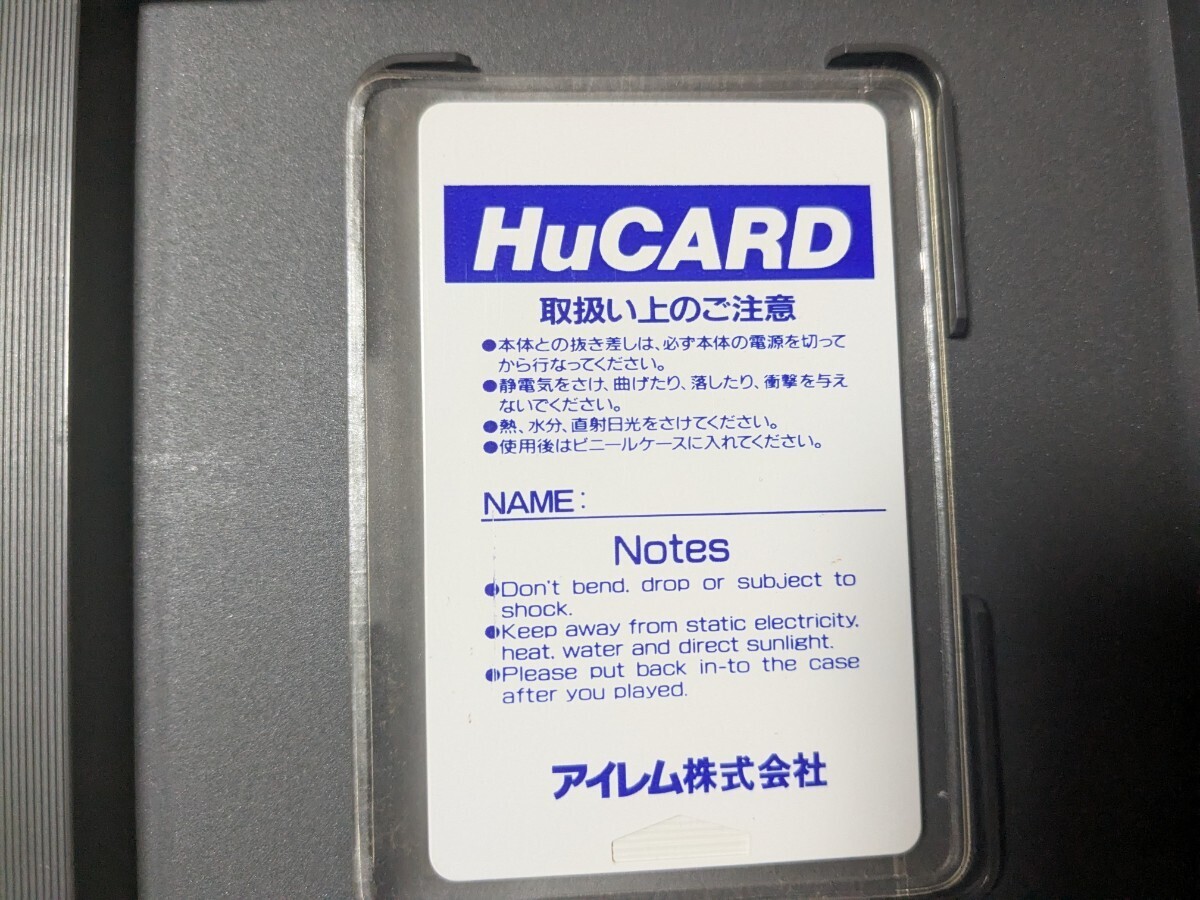 HuCARD
取扱い上のご注意
●本体との抜き差しは、必ず本体の電源を切って
から行なってください。
●静電気をさけ、曲げたり、落したり、衝撃を与え
ないでください。
●熱、水分、直射日光をさけてください。
●使用後はビニールケースに入れてください。
NAME:
Notes
●Don't bend, drop or subject to
shock.
●Keep away from static electricity,
heat, water and direct sunlight.
●Please put back in-to the case
after you played.
アイレム株式会社